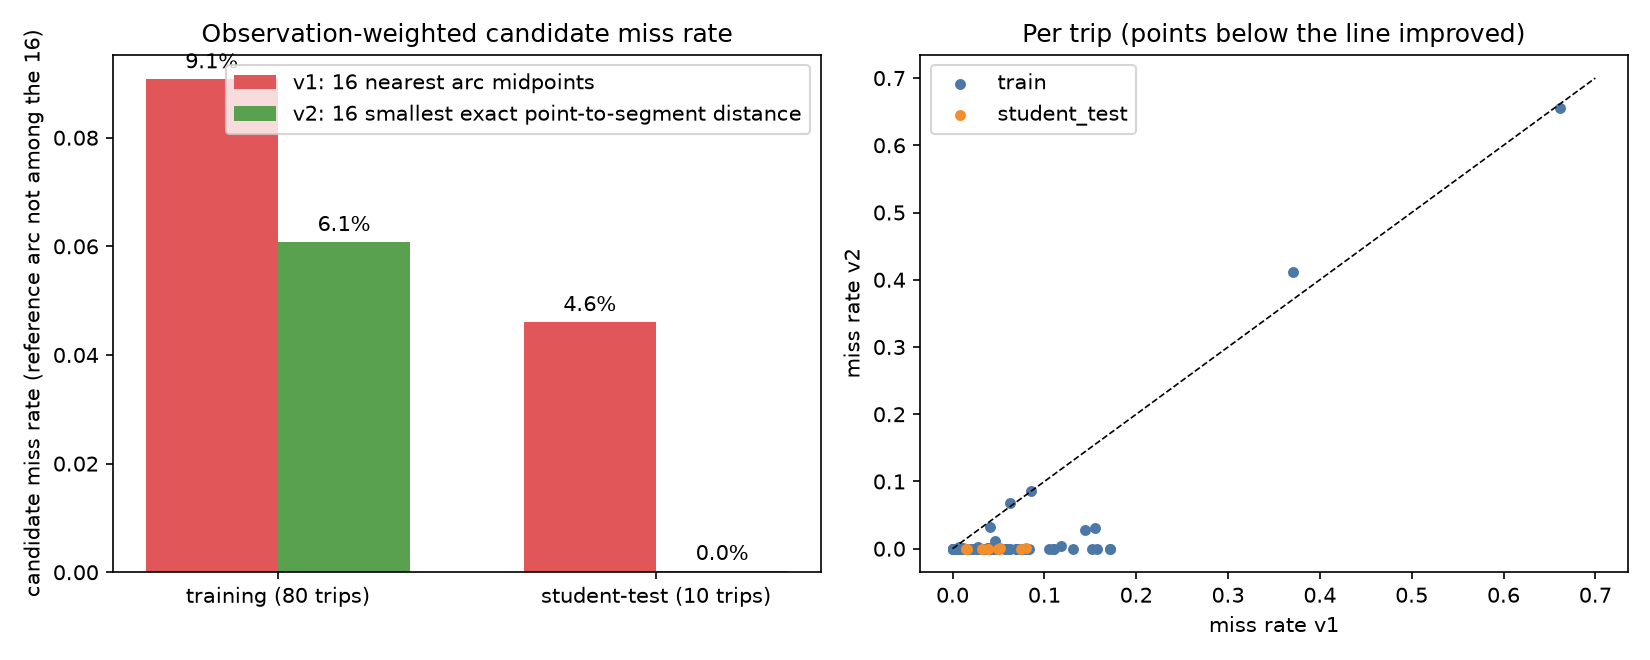 Observation-weighted candidate miss rate
candidate miss rate (reference arc not among the 16)
0.08
0.06
0.04
0.02
0.00
9.1%
v1: 16 nearest arc midpoints
v2: 16 smallest exact point-to-segment distance
6.1%
4.6%
0.0%
training (80 trips)
student-test (10 trips)
Per trip (points below the line improved)
train
student_test
miss rate v2
0.7
0.6
0.5
0.4
0.3
0.2
0.1
0.0
0.0
0.1
0.2
0.3
0.4
0.5
0.6
0.7
miss rate v1